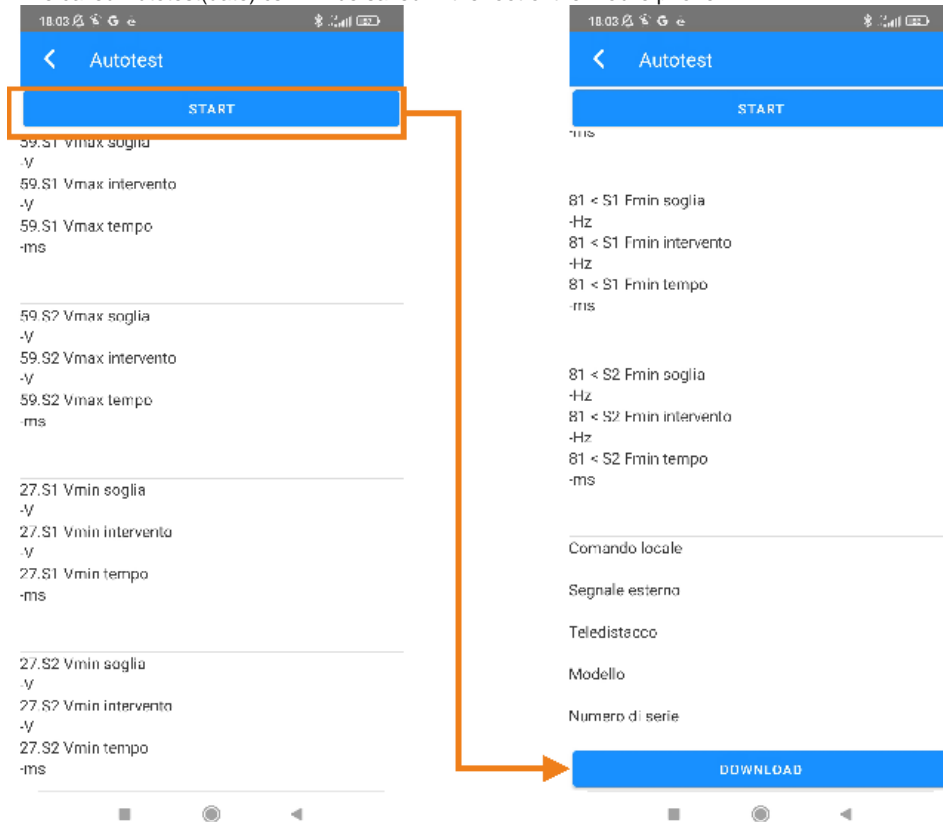 18.03
Autotest
START
59.S1 Vmax soglia
-V
59.S1 Vmax intervento
-V
59.S1 Vmax tempo
-ms
59.S2 Vmax soglia
-V
59.S2 Vmax intervento
-V
59.S2 Vmax tempo
-ms
27.S1 Vmin soglia
-V
27.S1 Vmin intervento
-V
27.S1 Vmin tempo
-ms
27.S2 Vmin soglia
-V
27.S2 Vmin intervento
-V
27.S2 Vmin tempo
-ms
18.03
Autotest
START
-ms
81 < S1 Fmin soglia
-Hz
81 < S1 Fmin intervento
-Hz
81 < S1 Fmin tempo
-ms
81 < S2 Fmin soglia
-Hz
81 < S2 Fmin intervento
-Hz
81 < S2 Fmin tempo
-ms
Comando locale
Segnale esterno
Teledistacco
Modello
Numero di serie
DOWNLOAD